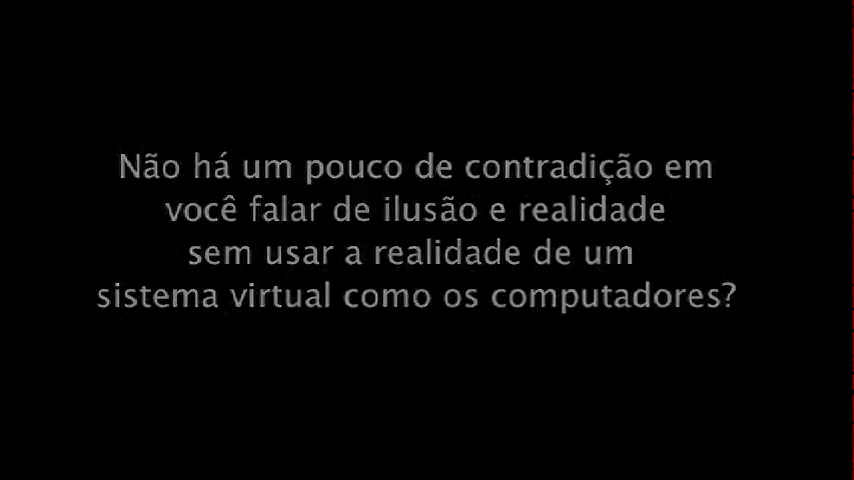 Não há um pouco de contradição em
você falar de ilusão e realidade
sem usar a realidade de um
sistema virtual como os computadores?